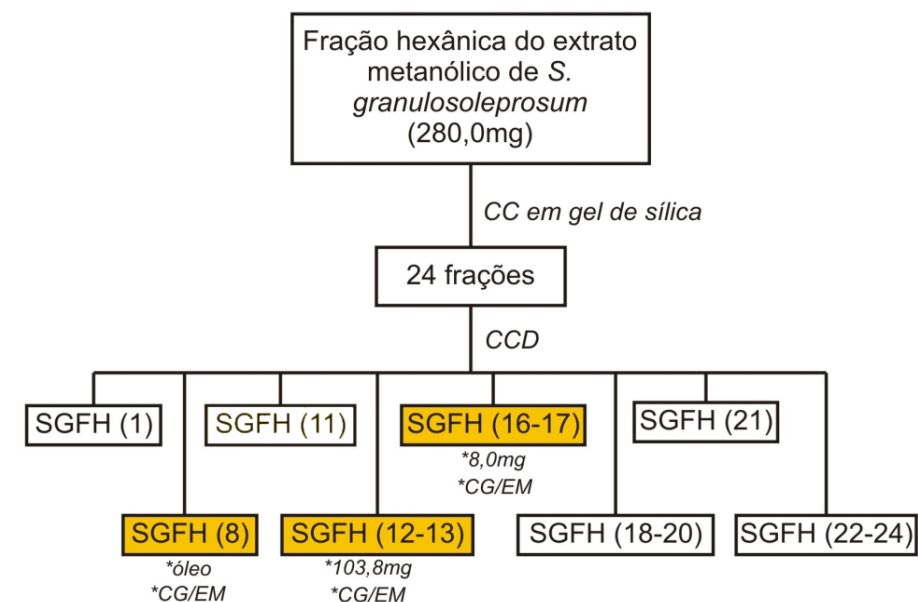 Fração hexânica do extrato
metanólico de S.
granulosoleprosum
(280,0mg)
CC em gel de sílica
24 frações
CCD
SGFH (1)
SGFH (11)
SGFH (16-17)
*8,0mg
*CG/EM
SGFH (21)
SGFH (8)
*óleo
*CG/EM
SGFH (12-13)
*103,8mg
*CG/EM
SGFH (18-20)
SGFH (22-24)